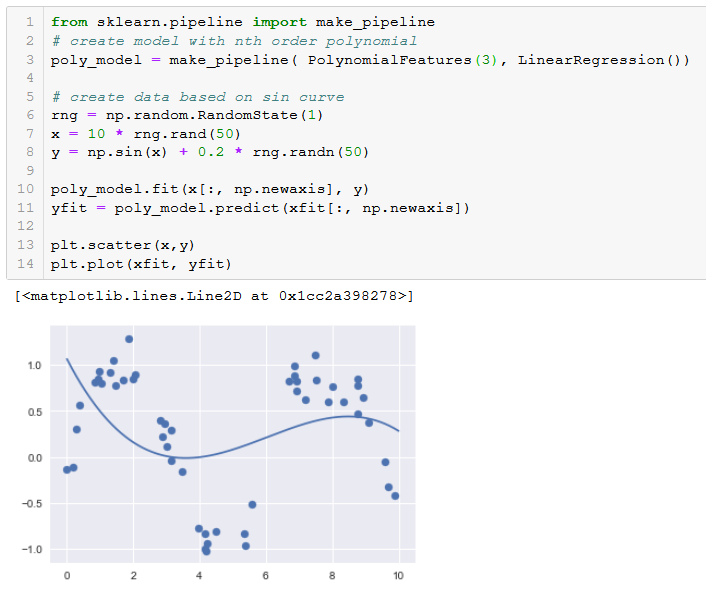 1 from sklearn.pipeline import make_pipeline
2 # create model with nth order polynomial
3 poly_model = make_pipeline( PolynomialFeatures(3), LinearRegression())
4
5 # create data based on sin curve
6 rng = np.random.RandomState(1)
7 x = 10 * rng.rand(50)
8 y = np.sin(x) + 0.2 * rng.randn(50)
9
10 poly_model.fit(x[:, np.newaxis], y)
11 yfit = poly_model.predict(xfit[:, np.newaxis])
12
13 plt.scatter(x,y)
14 plt.plot(xfit, yfit)
[<matplotlib.lines.Line2D at 0x1cc2a398278>]
1.0
0.5
0.0
−0.5
−1.0
0 2 4 6 8 10